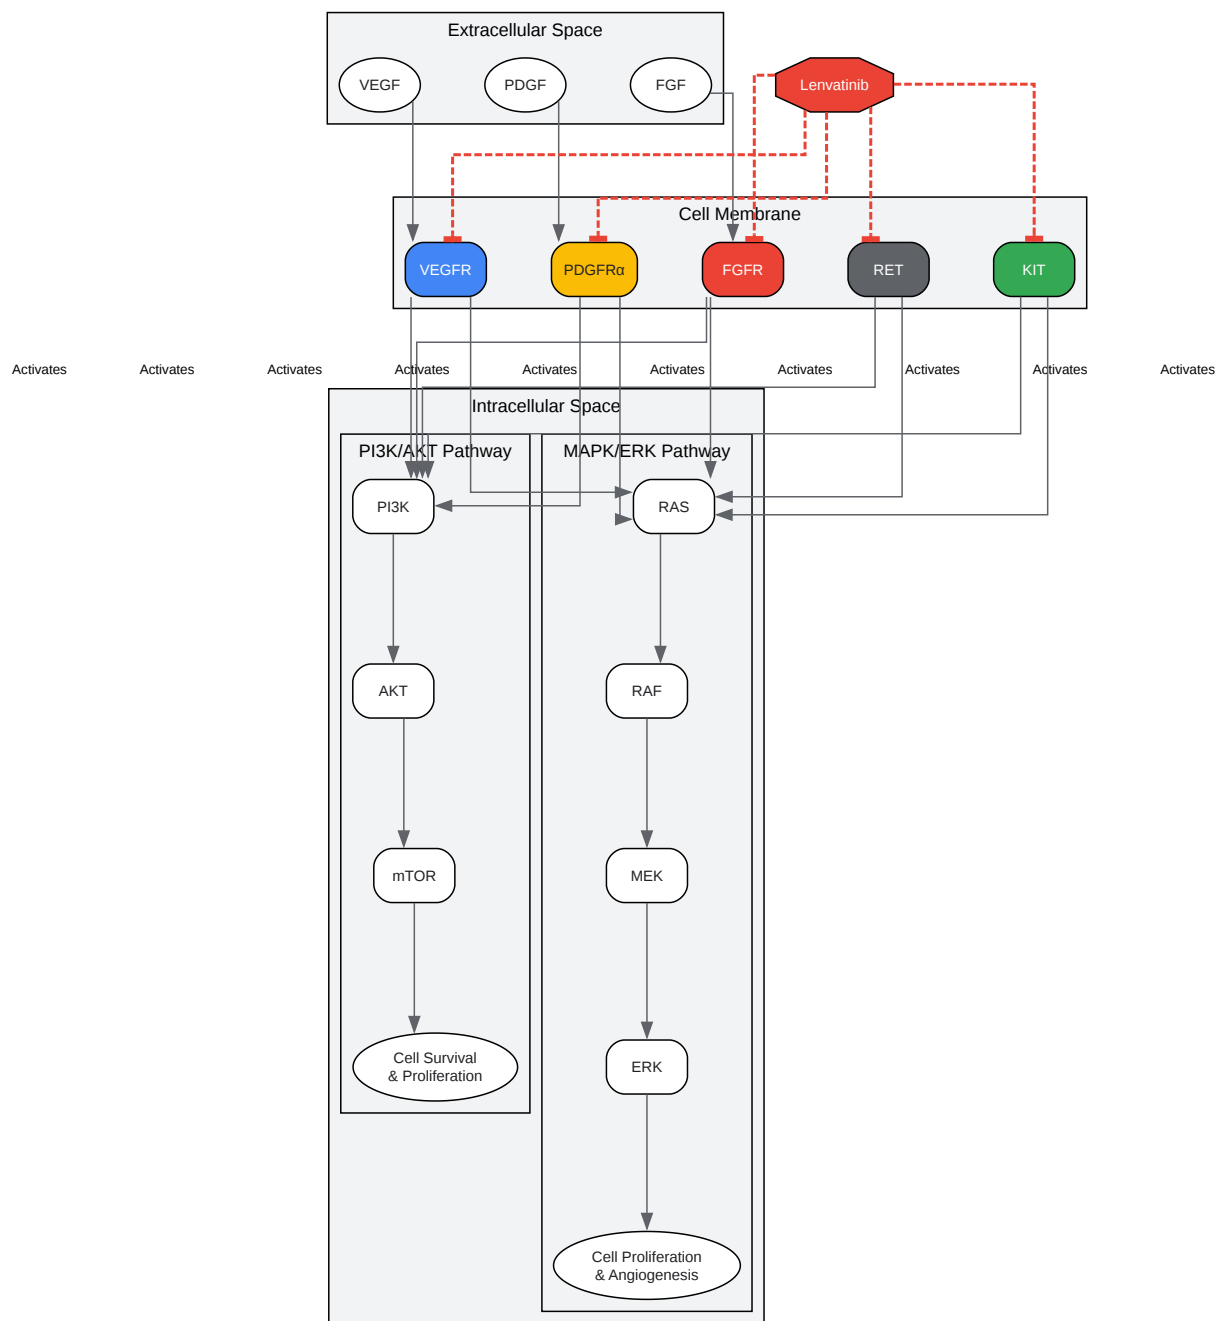 Extracellular Space
VEGF
PDGF
FGF
Lenvatinib
Cell Membrane
VEGFR
PDGFRα
FGFR
RET
KIT
Activates
Activates
Activates
Activates
Activates
Activates
Activates
Activates
Activates
Activates
Intracellular Space
PI3K/AKT Pathway
MAPK/ERK Pathway
PI3K
RAS
AKT
RAF
mTOR
MEK
Cell Survival
& Proliferation
ERK
Cell Proliferation
& Angiogenesis